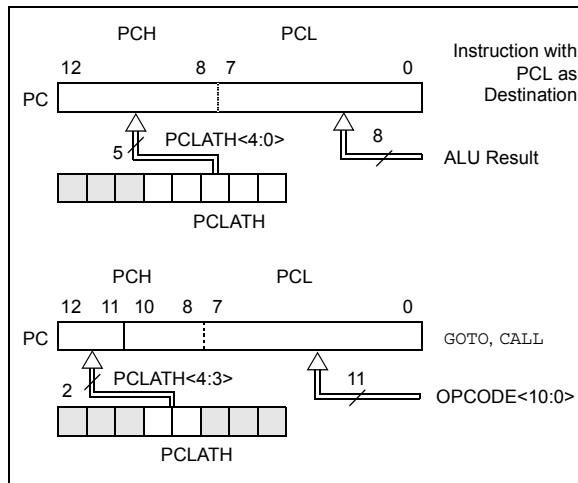 PCH PCL
12 8 7 0
Instruction with
PCL as
Destination
PC
5 PCLATH<4:0>
8
ALU Result
PCLATH
PCH PCL
12 11 10 8 7 0
PC
GOTO, CALL
2 PCLATH<4:3>
11
OPCODE<10:0>
PCLATH